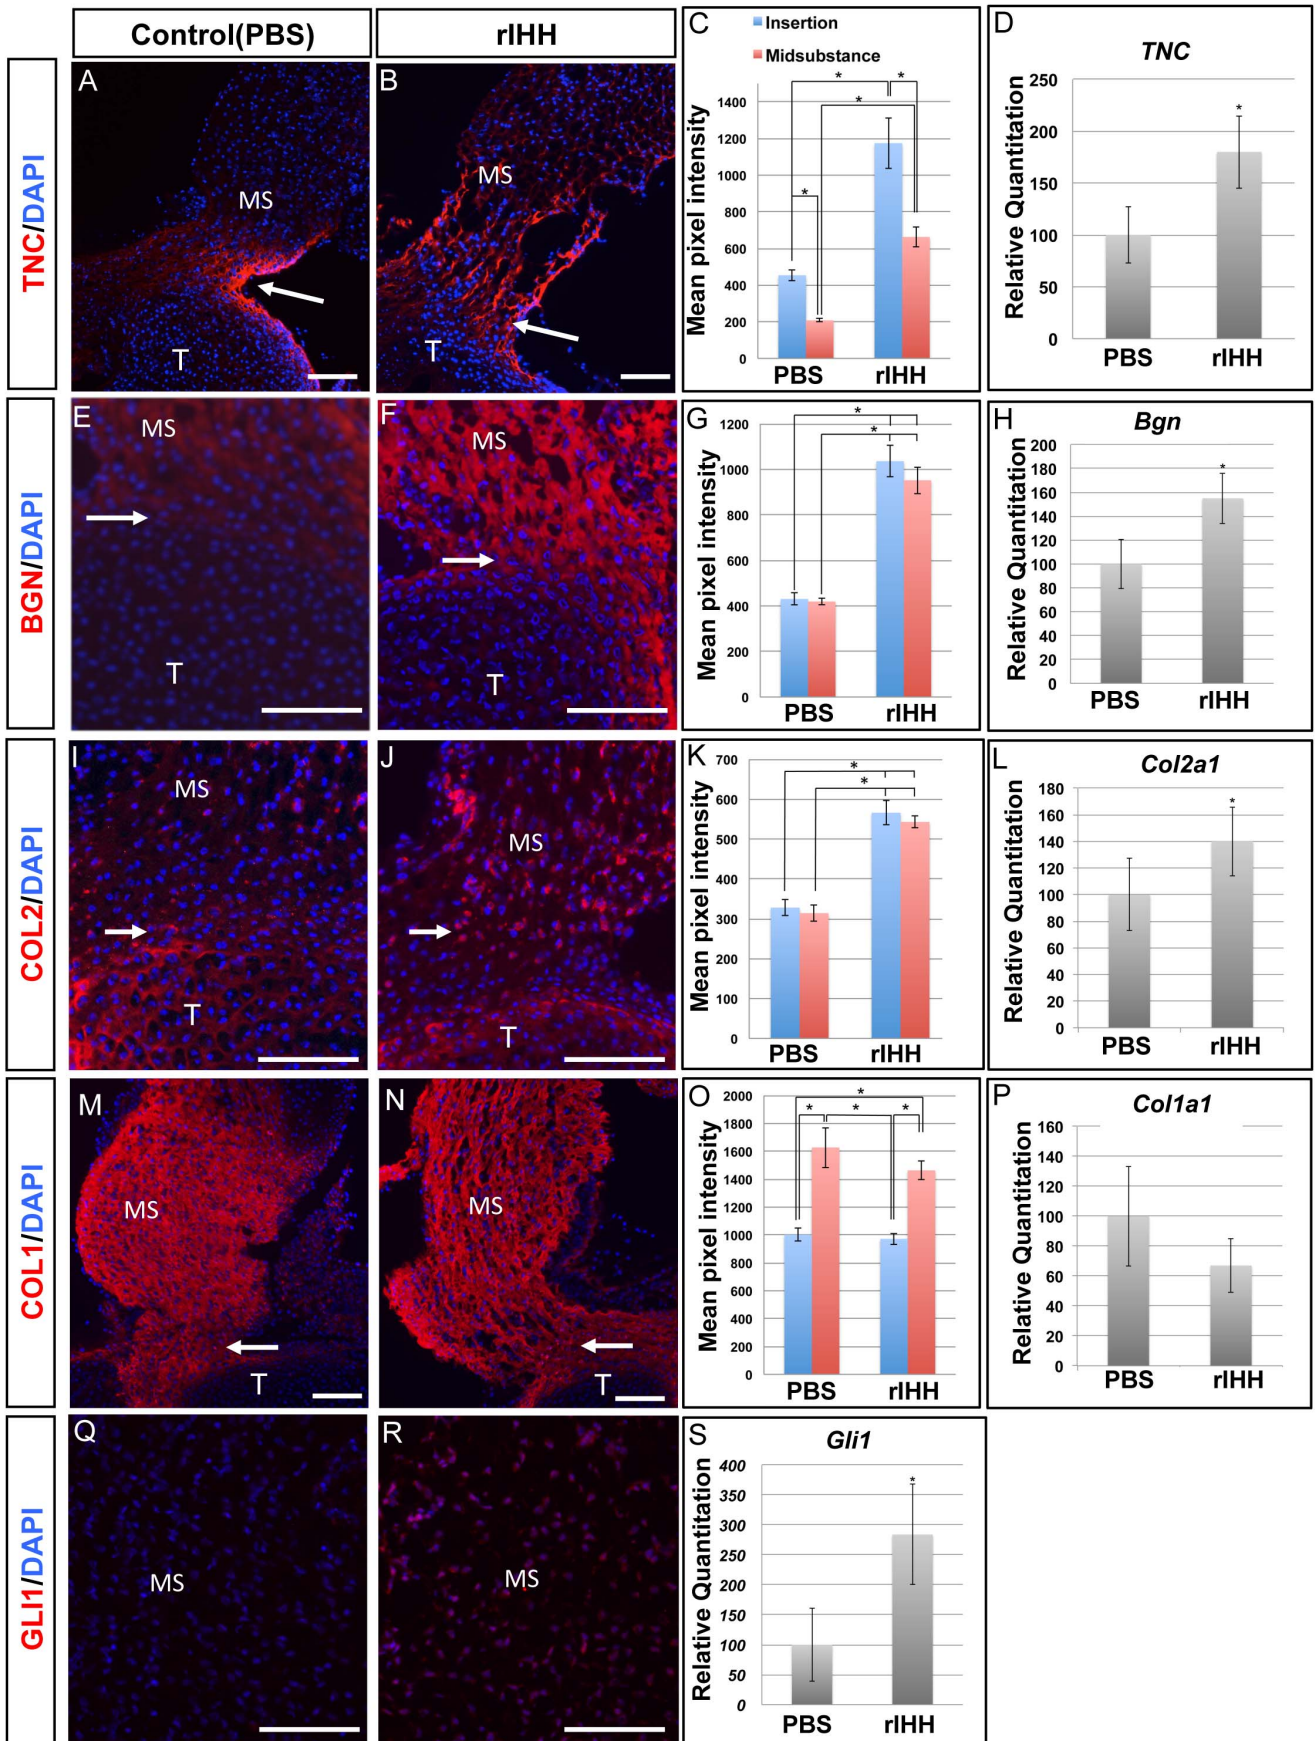 Control(PBS)
rIHH
TNC/DAPI
A
MS
T
B
MS
T
C
Insertion
Midsubstance
Mean pixel intensity
1400
1200
1000
800
600
400
200
0
* *
*
*
PBS rIHH
D
TNC
Relative Quantitation
250
200
150
100
50
0
*
PBS rIHH
BGN/DAPI
E
MS
T
F
MS
T
G
Mean pixel intensity
1200
1000
800
600
400
200
0
*
*
PBS rIHH
H
Bgn
Relative Quantitation
200
180
160
140
120
100
80
60
40
20
0
*
PBS rIHH
COL2/DAPI
I
MS
T
J
MS
T
K
Mean pixel intensity
700
600
500
400
300
200
100
0
*
*
PBS rIHH
L
Col2a1
Relative Quantitation
180
160
140
120
100
80
60
40
20
0
*
PBS rIHH
COL1/DAPI
M
MS
T
N
MS
T
O
Mean pixel intensity
2000
1800
1600
1400
1200
1000
800
600
400
200
0
*
* * *
PBS rIHH
P
Col1a1
Relative Quantitation
160
140
120
100
80
60
40
20
0
PBS rIHH
GLI1/DAPI
Q
MS
R
MS
S
Gli1
Relative Quantitation
400
350
300
250
200
150
100
50
0
*
PBS rIHH